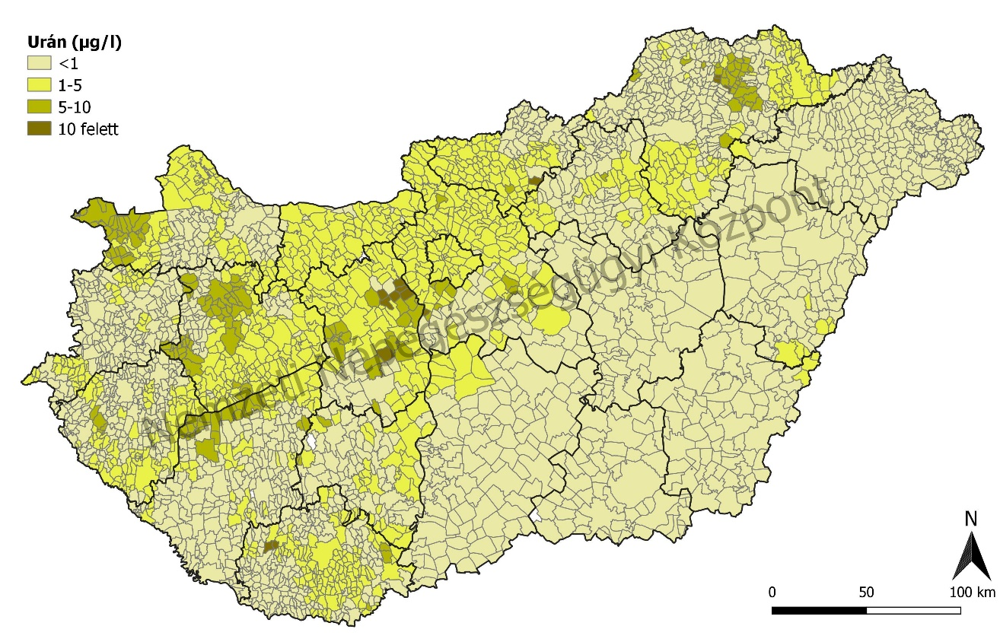 Urán (µg/l)
<1
1-5
5-10
10 felett
Nemzeti Népegészségügyi Központ
N
0 50 100 km